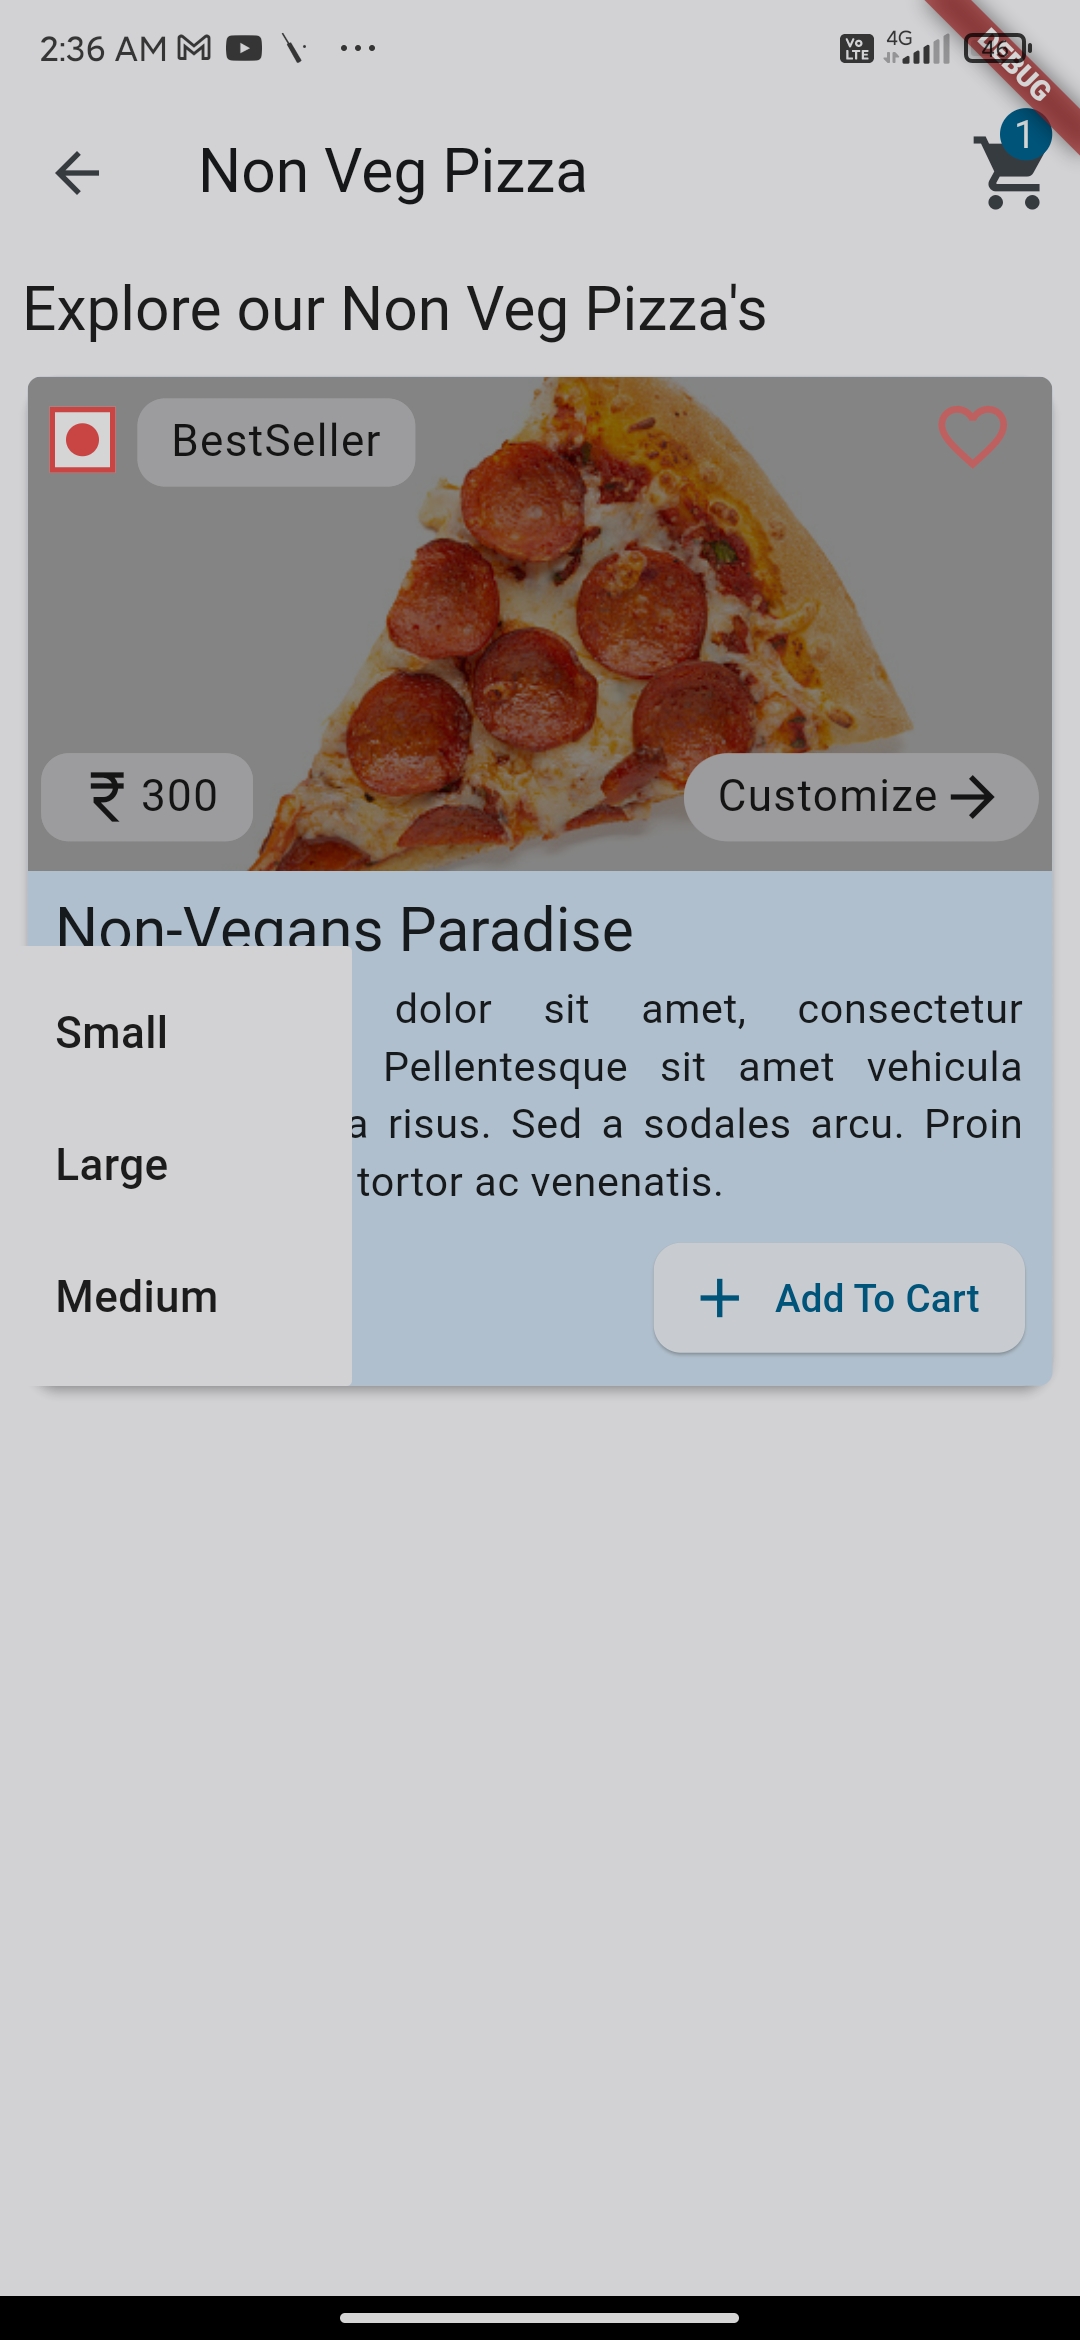 2:36 AM
Vo LTE 4G 46
DEBUG
1
Non Veg Pizza
Explore our Non Veg Pizza's
BestSeller
₹ 300
Customize
Non-Vegans Paradise
dolor sit amet, consectetur
Pellentesque sit amet vehicula
a risus. Sed a sodales arcu. Proin
tortor ac venenatis.
Small
Large
Medium
Add To Cart